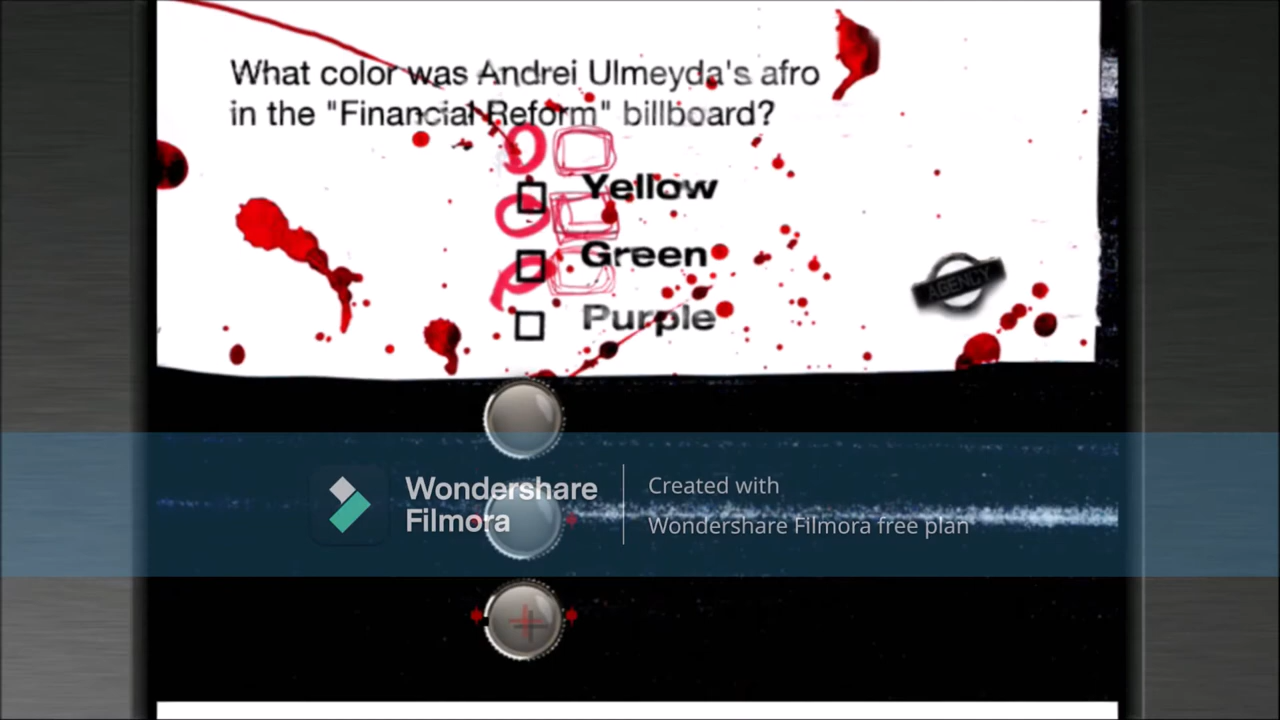 What color was Andrei Ulmeyda's afro
in the "Financial Reform" billboard?
Yellow
Green
AGENCY
Purple
Wondershare
Filmora
Created with
Wondershare Filmora free plan